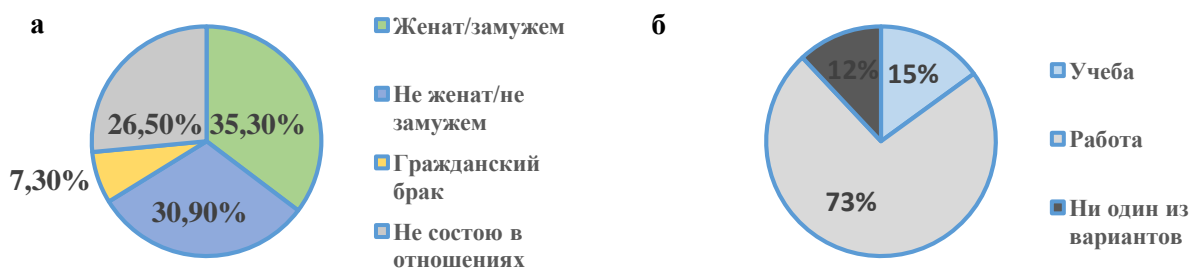 а
Женат/замужем
Не женат/не
замужем
Гражданский
брак
Не состою в
отношениях
26,50%
35,30%
7,30%
30,90%
б
12%
15%
73%
Учеба
Работа
Ни один из
вариантов